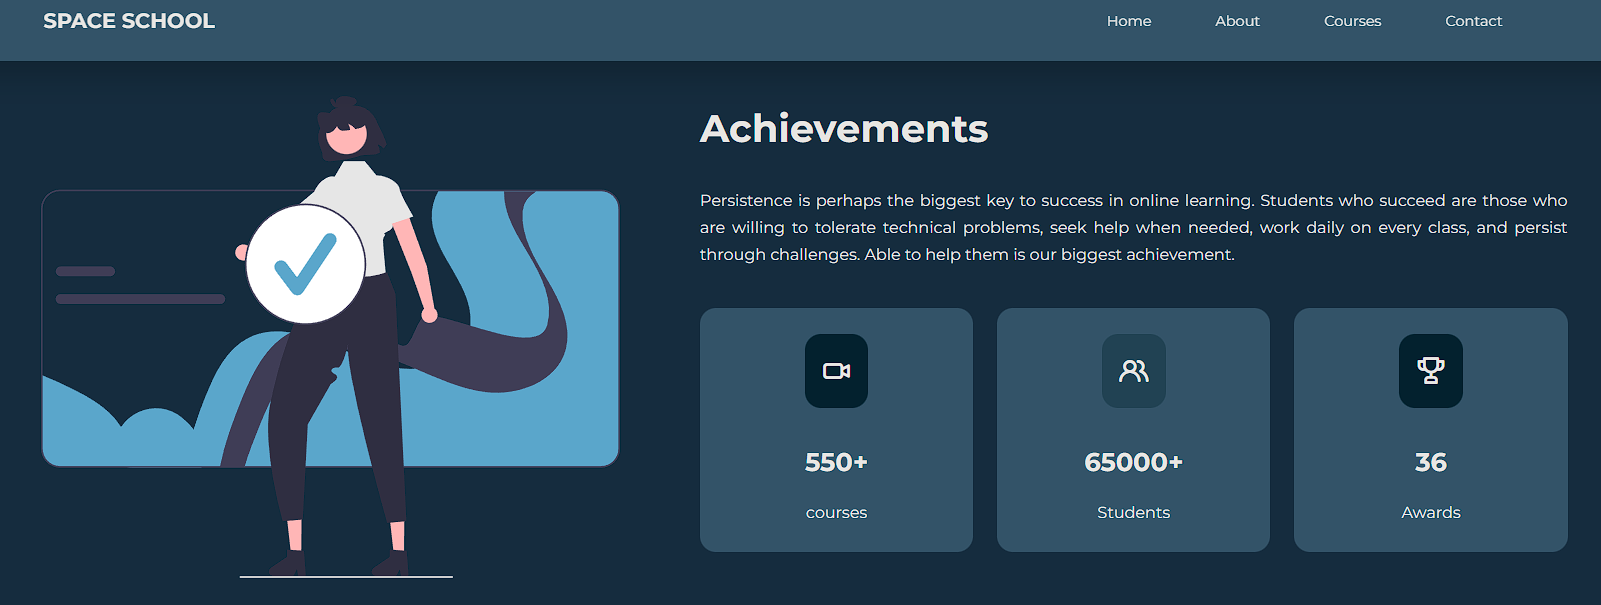 SPACE SCHOOL
Home
About
Courses
Contact
Achievements
Persistence is perhaps the biggest key to success in online learning. Students who succeed are those who
are willing to tolerate technical problems, seek help when needed, work daily on every class, and persist
through challenges. Able to help them is our biggest achievement.
550+
courses
65000+
Students
36
Awards